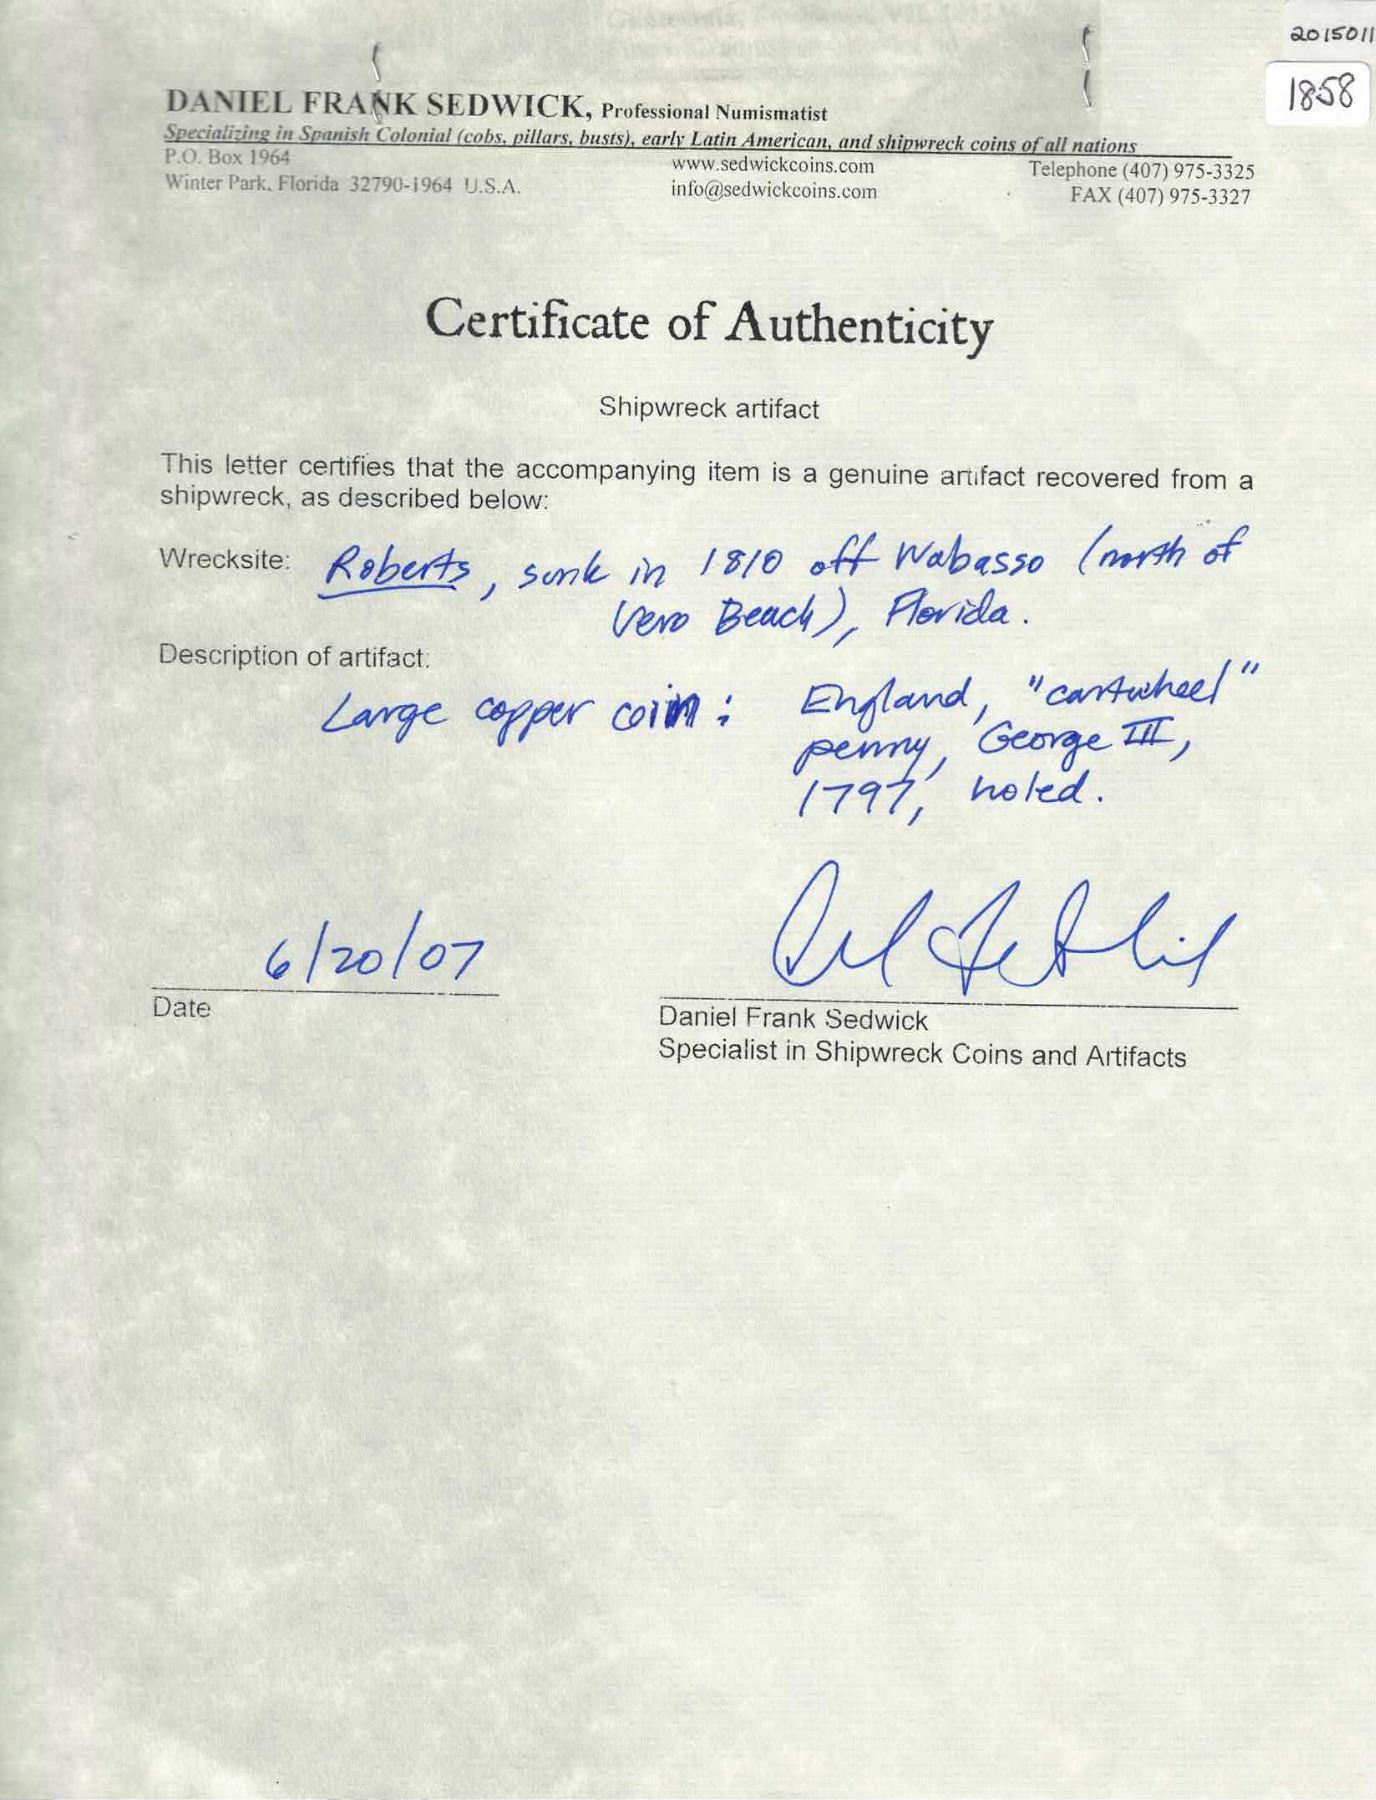 2015011
1858
DANIEL FRANK SEDWICK, Professional Numismatist
Specializing in Spanish Colonial (cobs, pillars, busts), early Latin American, and shipwreck coins of all nations
P.O. Box 1964 www.sedwickcoins.com Telephone (407) 975-3325
Winter Park, Florida 32790-1964 U.S.A. info@sedwickcoins.com FAX (407) 975-3327
Certificate of Authenticity
Shipwreck artifact
This letter certifies that the accompanying item is a genuine artifact recovered from a
shipwreck, as described below:
Wrecksite: Roberts, sunk in 1810 off Wabasso (north of
Vero Beach), Florida.
Description of artifact:
Large copper coin: England, "cartwheel"
penny, George III,
1797, holed.
6/20/07
Date
Daniel Frank Sedwick
Specialist in Shipwreck Coins and Artifacts